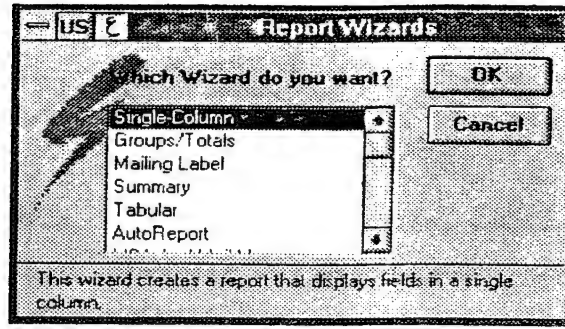 US ع Report Wizards
Which Wizard do you want?
OK
Cancel
Single-Column
Groups/Totals
Mailing Label
Summary
Tabular
AutoReport
This wizard creates a report that displays fields in a single
column.